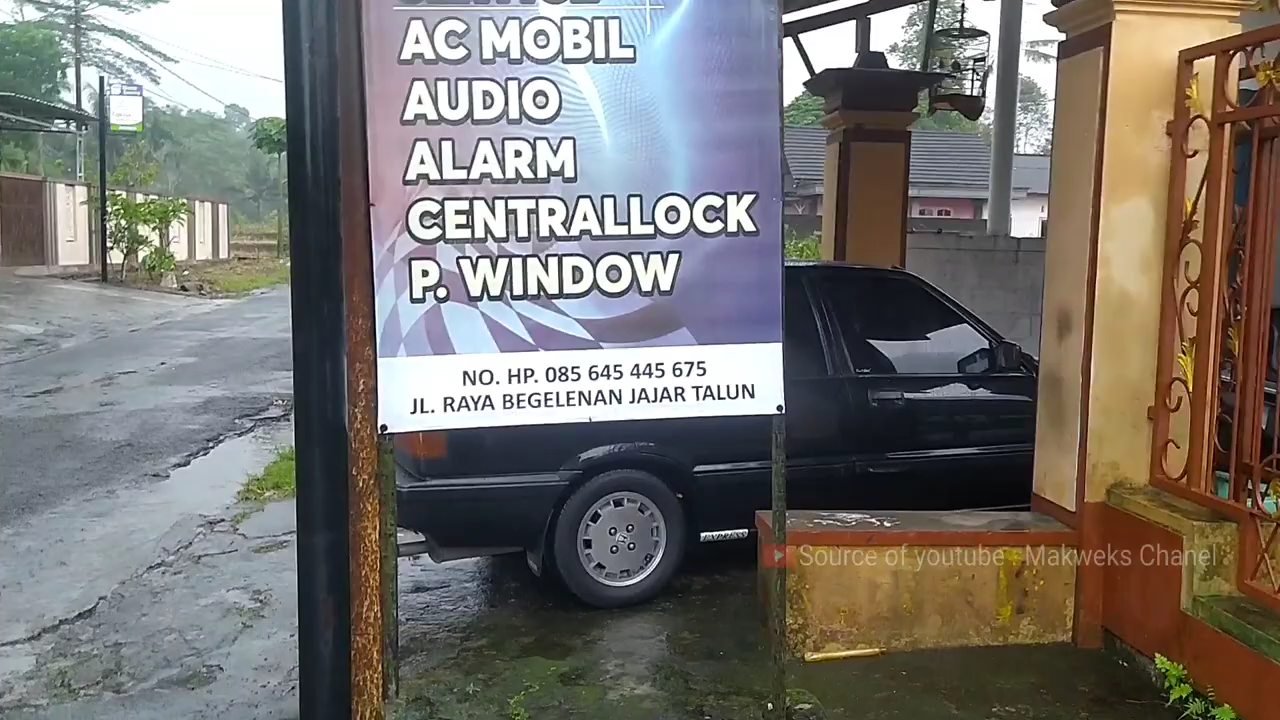 AC MOBIL
AUDIO
ALARM
CENTRALLOCK
P. WINDOW
NO. HP. 085 645 445 675
JL. RAYA BEGELENAN JAJAR TALUN
EXPRESS
Source of youtube : Makweks Chanel